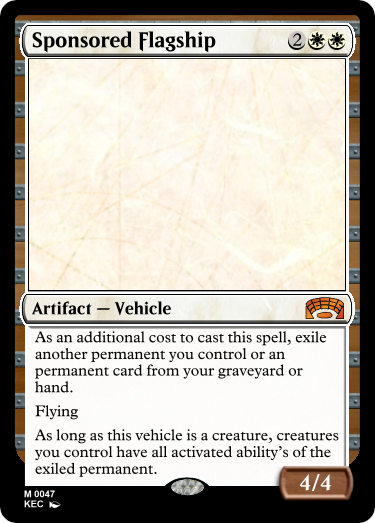 Sponsored Flagship 2
Artifact — Vehicle
As an additional cost to cast this spell, exile
another permanent you control or an
permanent card from your graveyard or
hand.
Flying
As long as this vehicle is a creature, creatures
you control have all activated ability's of the
exiled permanent.
4/4
M 0047
KEC